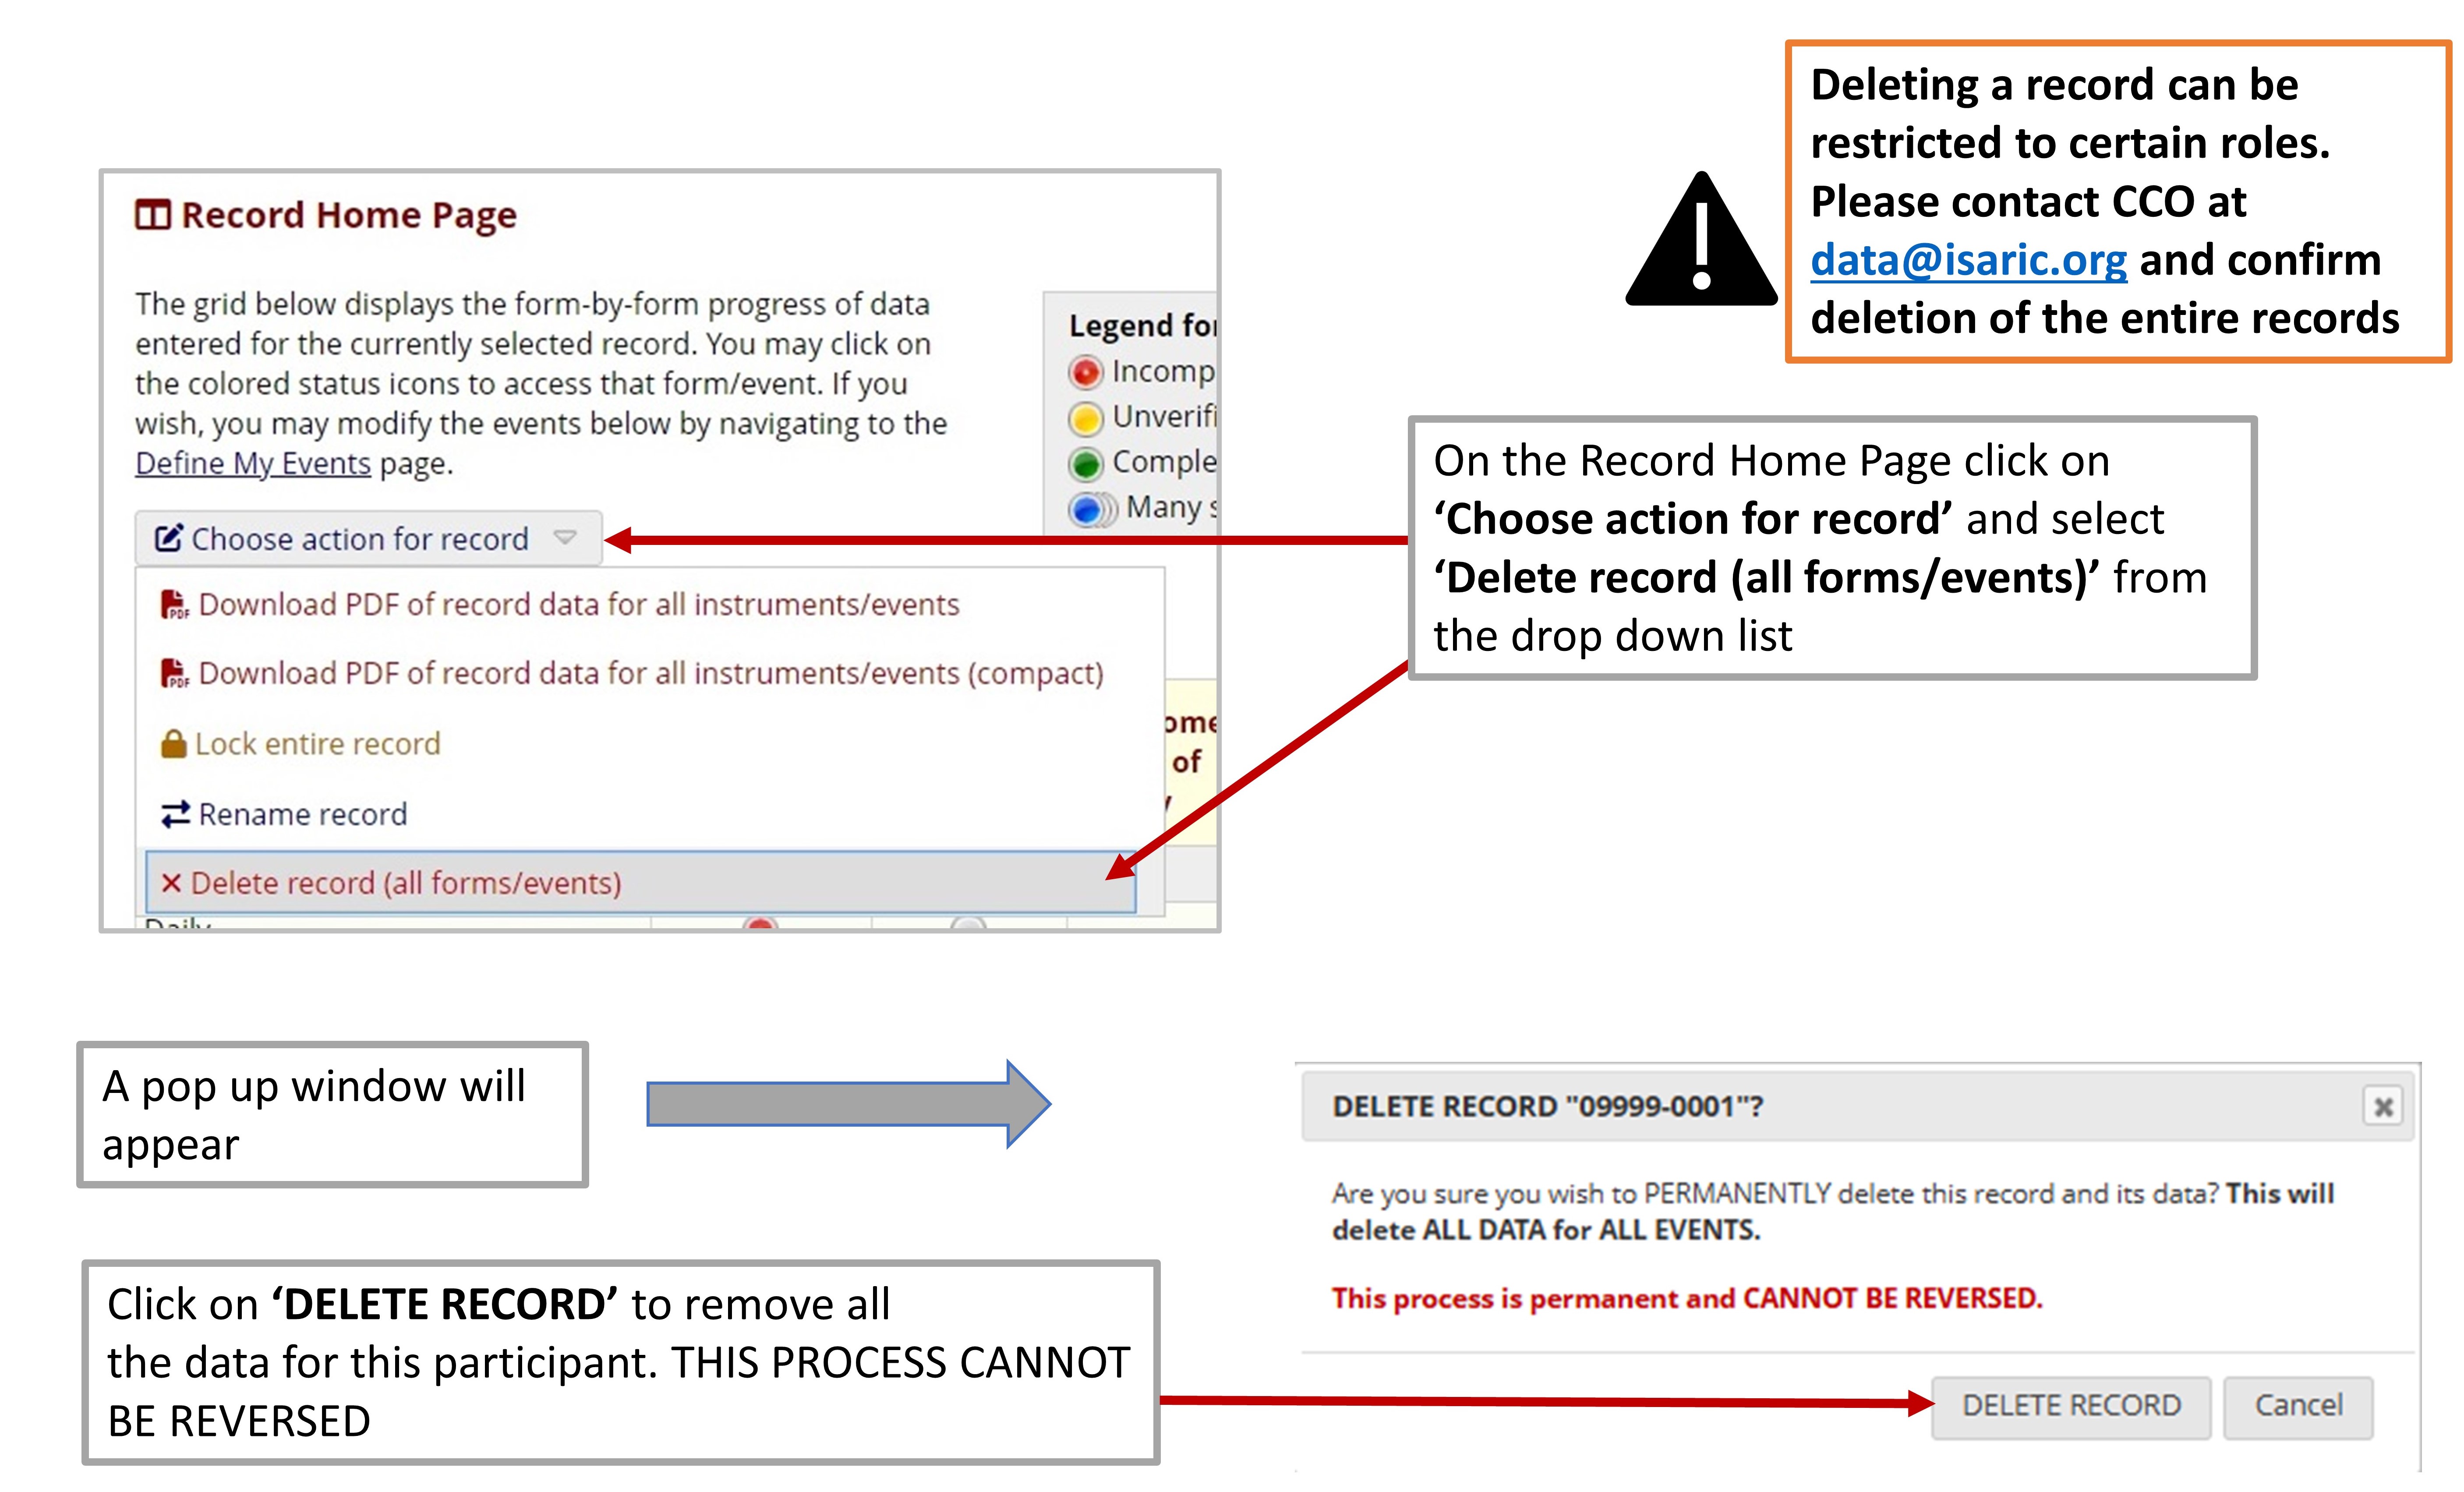 Deleting a record can be
restricted to certain roles.
Please contact CCO at
data@isaric.org and confirm
deletion of the entire records
Record Home Page
The grid below displays the form-by-form progress of data
entered for the currently selected record. You may click on
the colored status icons to access that form/event. If you
wish, you may modify the events below by navigating to the
Define My Events page.
Legend for
Incomp
Unverifi
Comple
Many s
Choose action for record
PDF Download PDF of record data for all instruments/events
PDF Download PDF of record data for all instruments/events (compact)
Lock entire record
Rename record
Delete record (all forms/events)
ome
of
Daily
On the Record Home Page click on
‘Choose action for record’ and select
‘Delete record (all forms/events)’ from
the drop down list
A pop up window will
appear
DELETE RECORD "09999-0001"?
Are you sure you wish to PERMANENTLY delete this record and its data? This will
delete ALL DATA for ALL EVENTS.
This process is permanent and CANNOT BE REVERSED.
DELETE RECORD Cancel
Click on ‘DELETE RECORD’ to remove all
the data for this participant. THIS PROCESS CANNOT
BE REVERSED